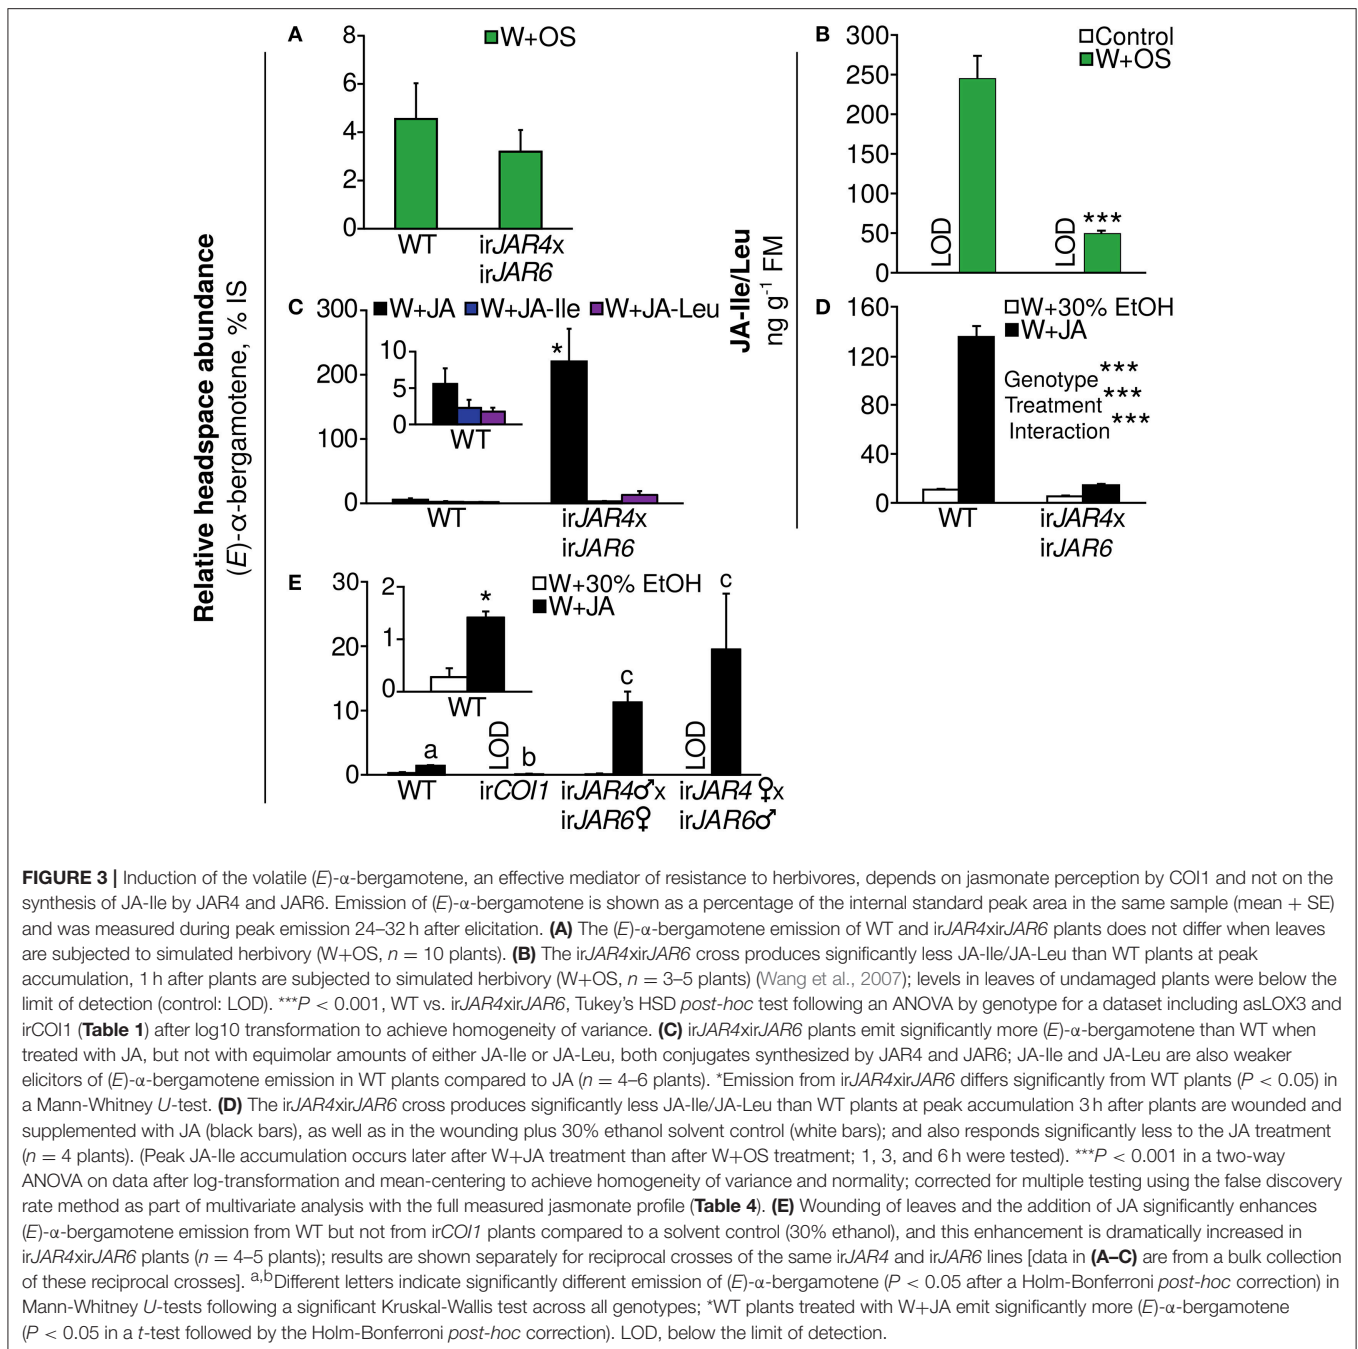 Relative headspace abundance
(E)-α-bergamotene, % IS
A
W+OS
8
6
4
2
0
WT
irJAR4x
irJAR6
JA-Ile/Leu
ng g-1 FM
B
Control
W+OS
300
250
200
150
100
50
0
LOD
LOD
***
C
W+JA W+JA-Ile W+JA-Leu
300
200
100
0
10
5
0
WT
*
WT
irJAR4x
irJAR6
D
W+30% EtOH
W+JA
160
120
80
40
0
Genotype***
Treatment***
Interaction***
WT
irJAR4x
irJAR6
E
W+30% EtOH
W+JA
30
20
10
0
2
1
0
*
WT
a
LOD
b
c
LOD
c
WT
irCOI1
irJAR4♂x
irJAR6♀
irJAR4 ♀x
irJAR6♂
FIGURE 3 | Induction of the volatile (E)-α-bergamotene, an effective mediator of resistance to herbivores, depends on jasmonate perception by COI1 and not on the
synthesis of JA-Ile by JAR4 and JAR6. Emission of (E)-α-bergamotene is shown as a percentage of the internal standard peak area in the same sample (mean + SE)
and was measured during peak emission 24–32 h after elicitation. (A) The (E)-α-bergamotene emission of WT and irJAR4xirJAR6 plants does not differ when leaves
are subjected to simulated herbivory (W+OS, n = 10 plants). (B) The irJAR4xirJAR6 cross produces significantly less JA-Ile/JA-Leu than WT plants at peak
accumulation, 1 h after plants are subjected to simulated herbivory (W+OS, n = 3–5 plants) (Wang et al., 2007); levels in leaves of undamaged plants were below the
limit of detection (control: LOD). ***P < 0.001, WT vs. irJAR4xirJAR6, Tukey's HSD post-hoc test following an ANOVA by genotype for a dataset including asLOX3 and
irCOI1 (Table 1) after log10 transformation to achieve homogeneity of variance. (C) irJAR4xirJAR6 plants emit significantly more (E)-α-bergamotene than WT when
treated with JA, but not with equimolar amounts of either JA-Ile or JA-Leu, both conjugates synthesized by JAR4 and JAR6; JA-Ile and JA-Leu are also weaker
elicitors of (E)-α-bergamotene emission in WT plants compared to JA (n = 4–6 plants). *Emission from irJAR4xirJAR6 differs significantly from WT plants (P < 0.05) in
a Mann-Whitney U-test. (D) The irJAR4xirJAR6 cross produces significantly less JA-Ile/JA-Leu than WT plants at peak accumulation 3 h after plants are wounded and
supplemented with JA (black bars), as well as in the wounding plus 30% ethanol solvent control (white bars); and also responds significantly less to the JA treatment
(n = 4 plants). (Peak JA-Ile accumulation occurs later after W+JA treatment than after W+OS treatment; 1, 3, and 6 h were tested). ***P < 0.001 in a two-way
ANOVA on data after log-transformation and mean-centering to achieve homogeneity of variance and normality; corrected for multiple testing using the false discovery
rate method as part of multivariate analysis with the full measured jasmonate profile (Table 4). (E) Wounding of leaves and the addition of JA significantly enhances
(E)-α-bergamotene emission from WT but not from irCOI1 plants compared to a solvent control (30% ethanol), and this enhancement is dramatically increased in
irJAR4xirJAR6 plants (n = 4–5 plants); results are shown separately for reciprocal crosses of the same irJAR4 and irJAR6 lines [data in (A–C) are from a bulk collection
of these reciprocal crosses]. a,bDifferent letters indicate significantly different emission of (E)-α-bergamotene (P < 0.05 after a Holm-Bonferroni post-hoc correction) in
Mann-Whitney U-tests following a significant Kruskal-Wallis test across all genotypes; *WT plants treated with W+JA emit significantly more (E)-α-bergamotene
(P < 0.05 in a t-test followed by the Holm-Bonferroni post-hoc correction). LOD, below the limit of detection.